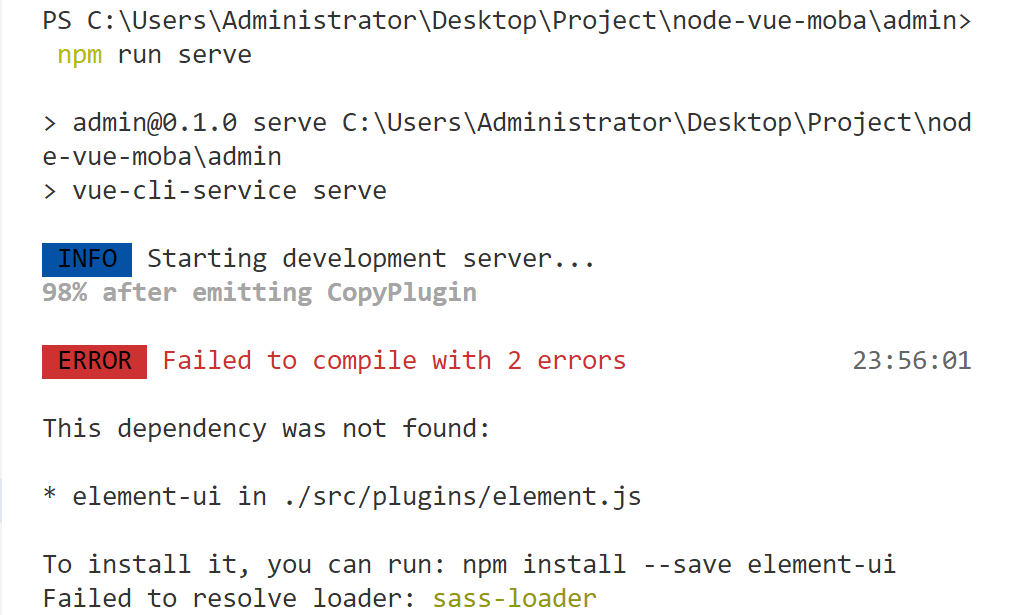 PS C:\Users\Administrator\Desktop\Project\node-vue-moba\admin>
npm run serve
> admin@0.1.0 serve C:\Users\Administrator\Desktop\Project\nod
e-vue-moba\admin
> vue-cli-service serve
INFO Starting development server...
98% after emitting CopyPlugin
ERROR Failed to compile with 2 errors 23:56:01
This dependency was not found:
* element-ui in ./src/plugins/element.js
To install it, you can run: npm install --save element-ui
Failed to resolve loader: sass-loader